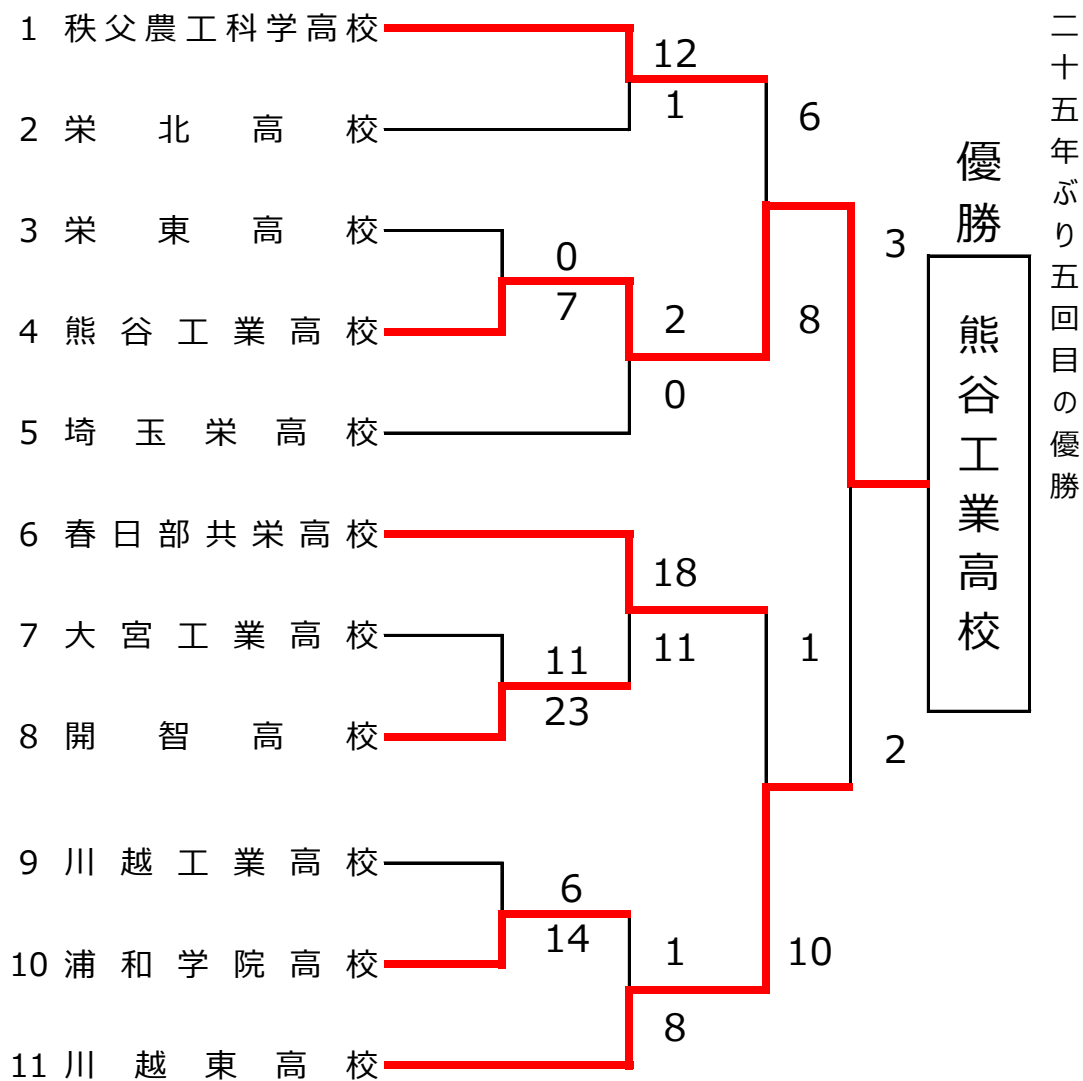 1 秩父農工科学高校
2 栄北高校
3 栄東高校
4 熊谷工業高校
5 埼玉栄高校
6 春日部共栄高校
7 大宮工業高校
8 開智高校
9 川越工業高校
10 浦和学院高校
11 川越東高校
12
1
0
7
2
0
18
11
11
23
6
14
1
8
6
8
1
10
3
2
優勝
熊谷工業高校
二十五年ぶり五回目の優勝